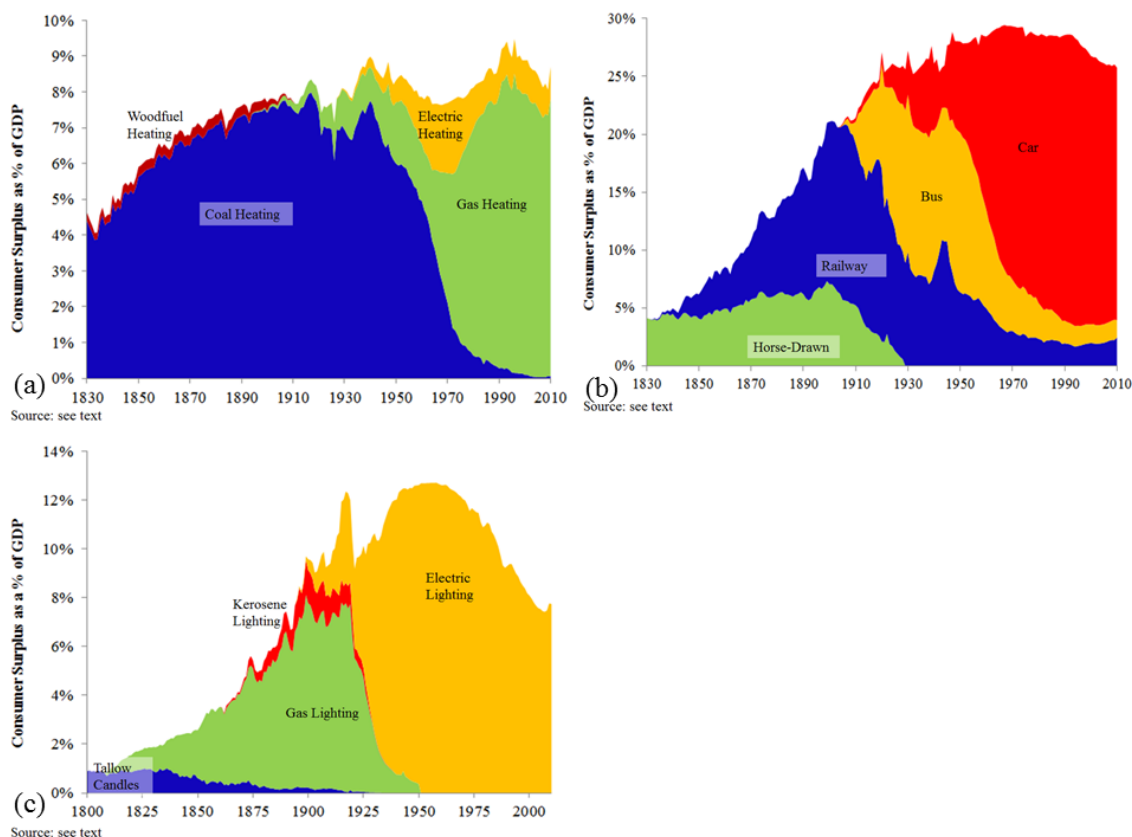 Consumer Surplus as % of GDP
10%
9%
8%
7%
6%
5%
4%
3%
2%
1%
0%
Woodfuel
Heating
Electric
Heating
Coal Heating
Gas Heating
1830 1850 1870 1890 1910 1930 1950 1970 1990 2010
(a)
Source: see text
Consumer Surplus as % of GDP
30%
25%
20%
15%
10%
5%
0%
Car
Bus
Railway
Horse-Drawn
1830 1850 1870 1890 1910 1930 1950 1970 1990 2010
(b)
Source: see text
Consumer Surplus as a % of GDP
14%
12%
10%
8%
6%
4%
2%
0%
Kerosene
Lighting
Electric
Lighting
Gas Lighting
Tallow
Candles
1800 1825 1850 1875 1900 1925 1950 1975 2000
(c)
Source: see text